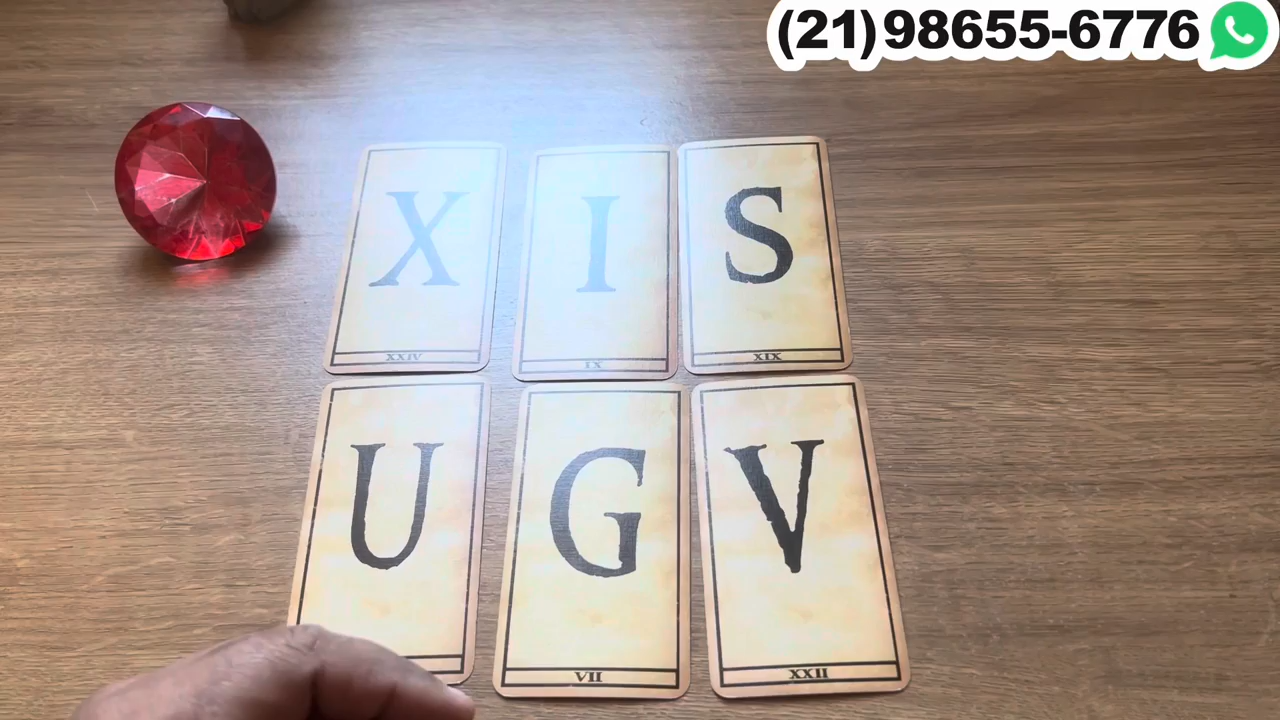 (21)98655-6776
X I S
XXIV IX XIX
U G V
VII XXII